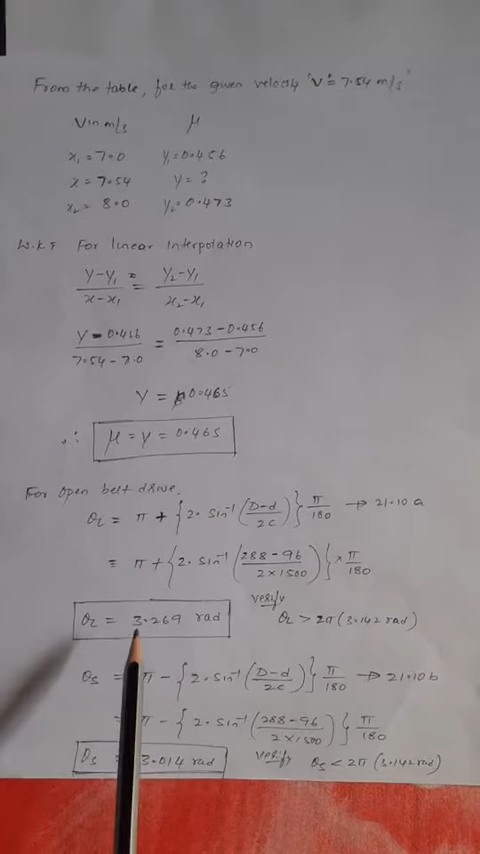 From the table, for the given velocity 'V = 7.54 m/s'
V in m/s μ
x₁ = 7.0 y₁ = 0.456
x = 7.54 y = ?
x₂ = 8.0 y₂ = 0.473
W.K.T For linear interpolation
(y - y₁)/(x - x₁) = (y₂ - y₁)/(x₂ - x₁)
(y - 0.456)/(7.54 - 7.0) = (0.473 - 0.456)/(8.0 - 7.0)
y = 0.465
∴ μ = y = 0.465
For open belt drive,
θL = π + {2. sin⁻¹ ((D-d)/2C)} π/180 → 21.10 a
= π + {2. sin⁻¹ ((288-96)/(2×1500))} × π/180
θL = 3.269 rad verify θL > 2π (3.142 rad)
θs = π - {2. sin⁻¹ ((D-d)/2C)} π/180 → 21.10 b
= π - {2. sin⁻¹ ((288-96)/(2×1500))} π/180
θs 3.014 rad verify θs < 2π (3.142 rad)